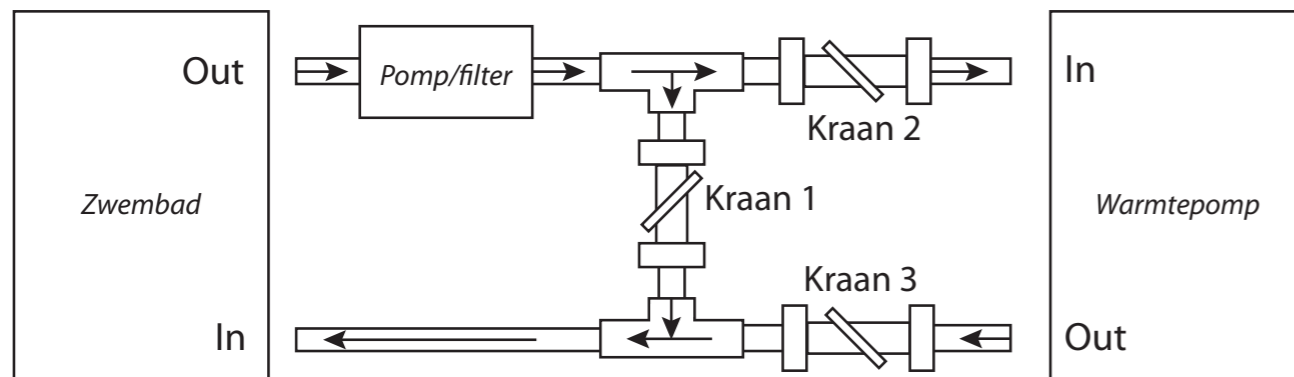 Out
Pomp/filter
In
Kraan 2
Zwembad
Kraan 1
Warmtepomp
Kraan 3
In
Out